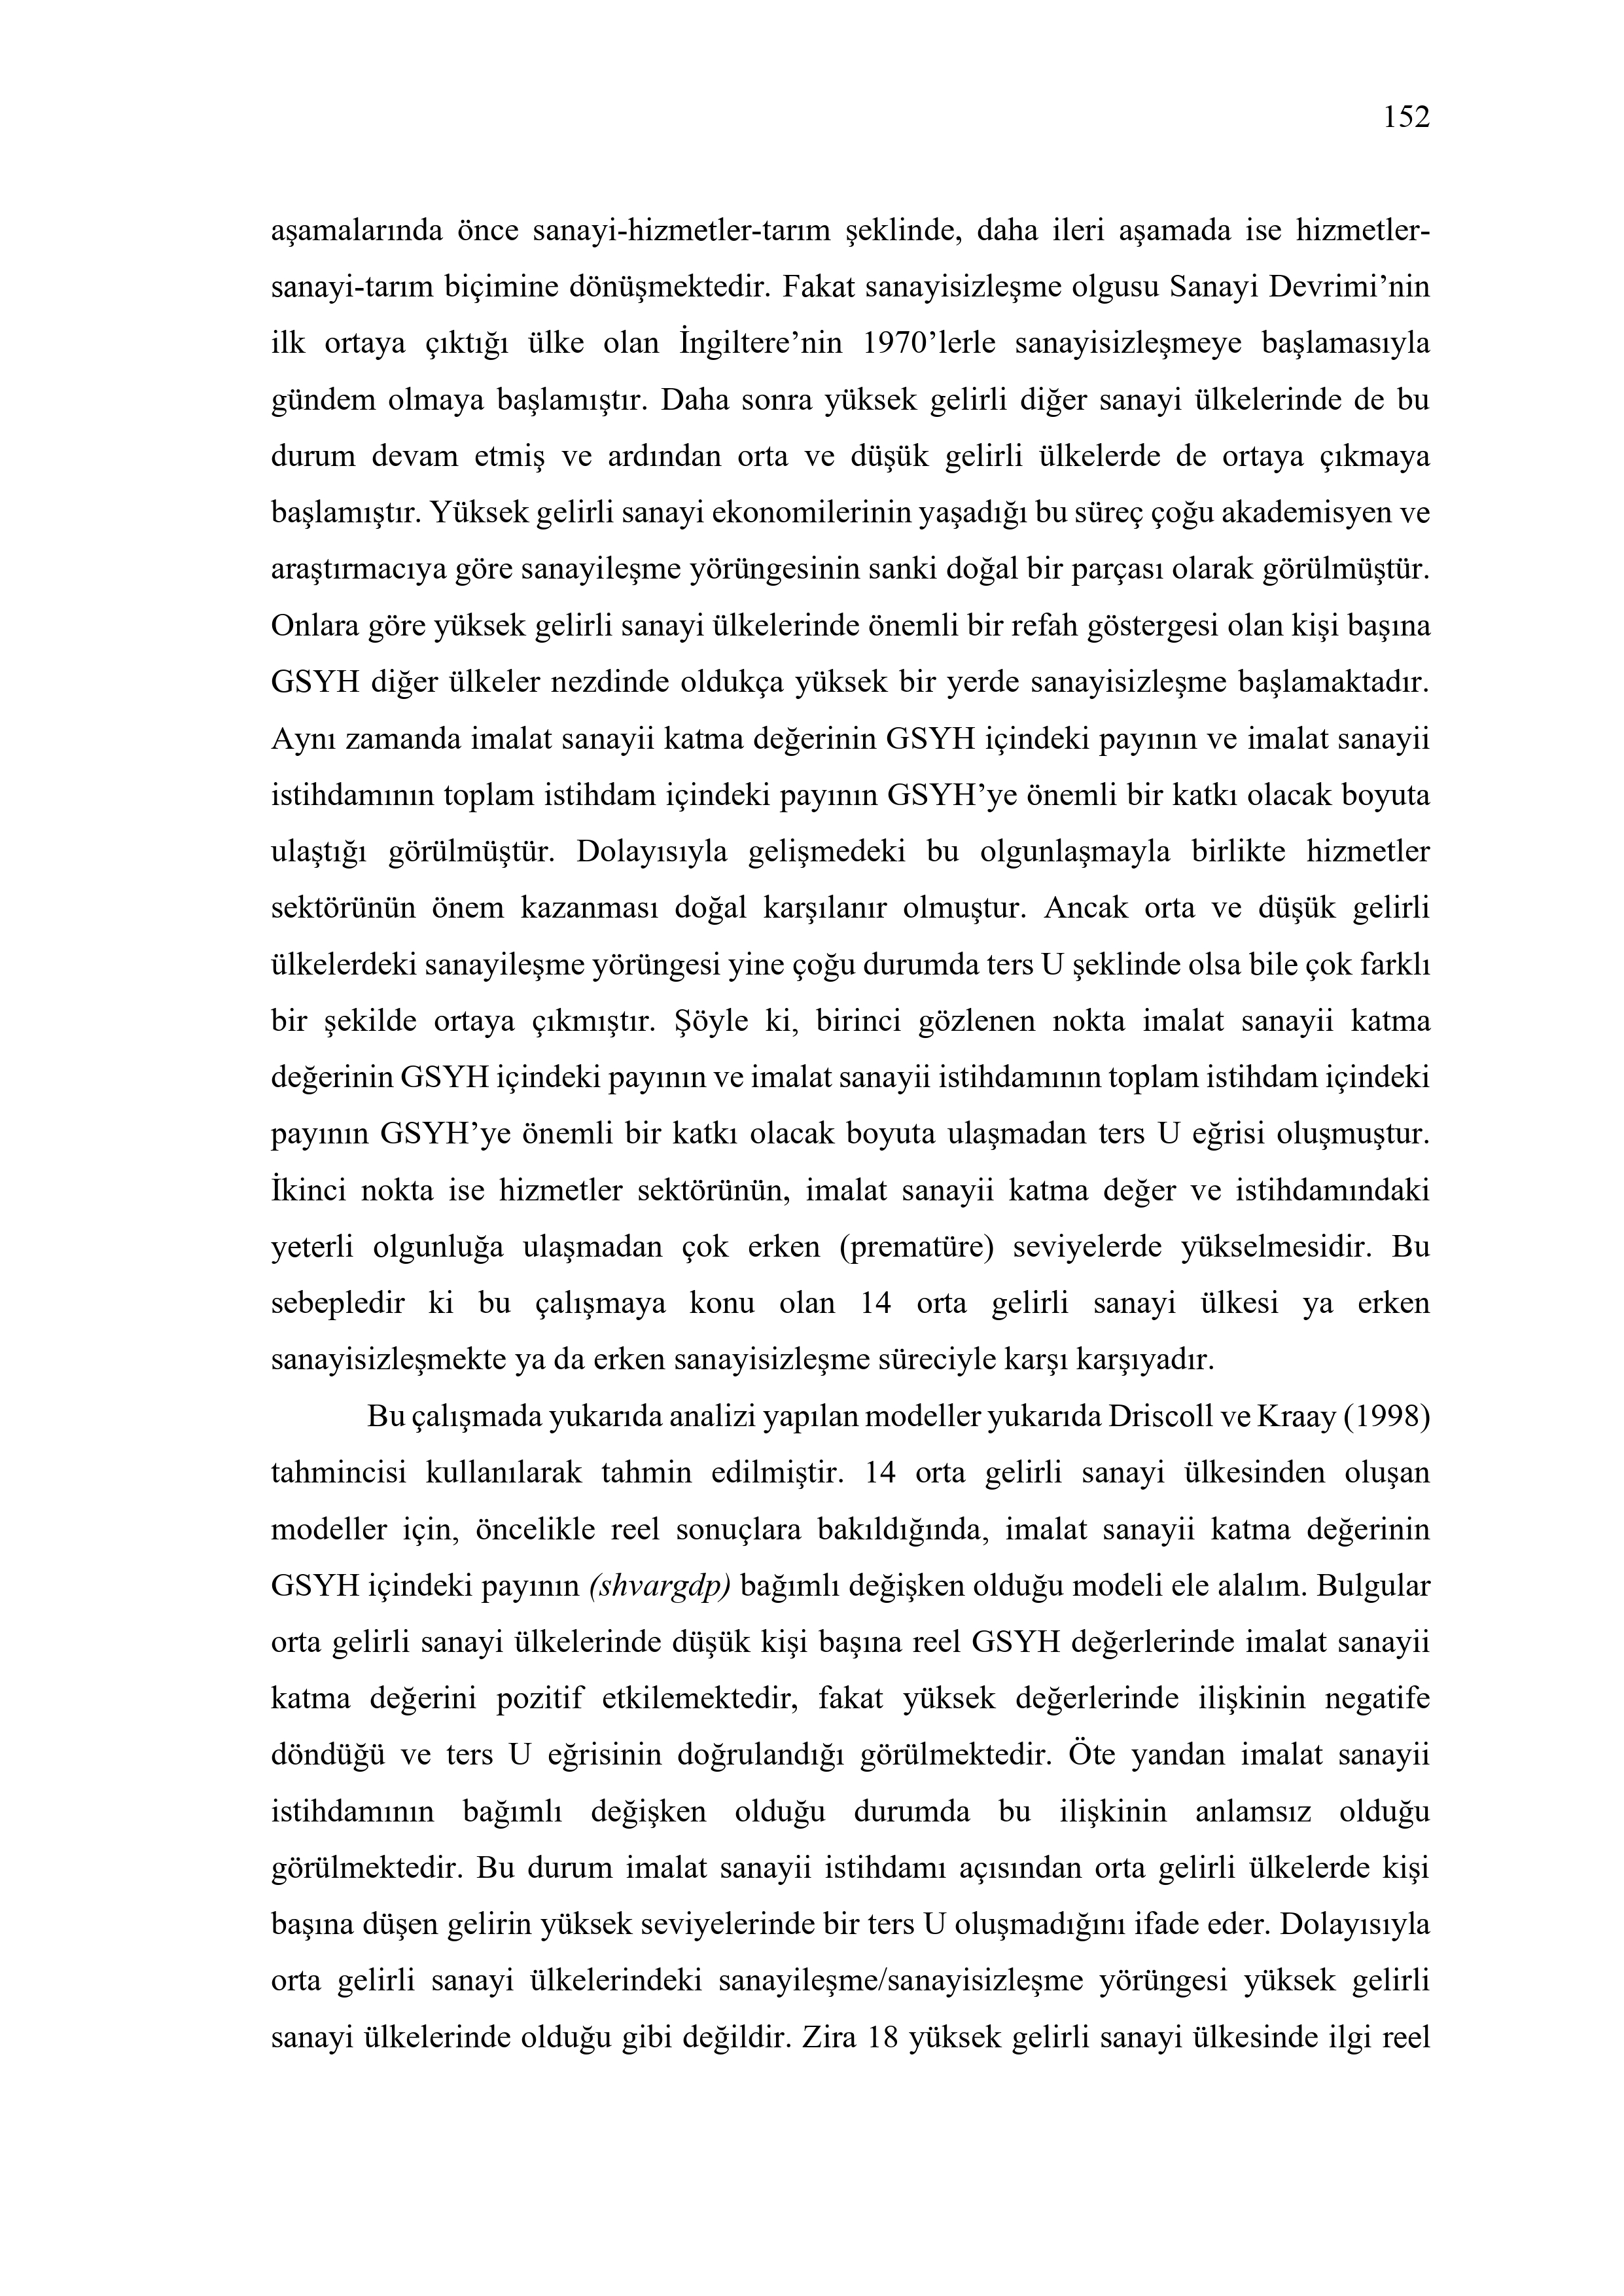 152
aşamalarında önce sanayi-hizmetler-tarım şeklinde, daha ileri aşamada ise hizmetler-
sanayi-tarım biçimine dönüşmektedir. Fakat sanayisizleşme olgusu Sanayi Devrimi’nin
ilk ortaya çıktığı ülke olan İngiltere’nin 1970’lerle sanayisizleşmeye başlamasıyla
gündem olmaya başlamıştır. Daha sonra yüksek gelirli diğer sanayi ülkelerinde de bu
durum devam etmiş ve ardından orta ve düşük gelirli ülkelerde de ortaya çıkmaya
başlamıştır. Yüksek gelirli sanayi ekonomilerinin yaşadığı bu süreç çoğu akademisyen ve
araştırmacıya göre sanayileşme yörüngesinin sanki doğal bir parçası olarak görülmüştür.
Onlara göre yüksek gelirli sanayi ülkelerinde önemli bir refah göstergesi olan kişi başına
GSYH diğer ülkeler nezdinde oldukça yüksek bir yerde sanayisizleşme başlamaktadır.
Aynı zamanda imalat sanayii katma değerinin GSYH içindeki payının ve imalat sanayii
istihdamının toplam istihdam içindeki payının GSYH’ye önemli bir katkı olacak boyuta
ulaştığı görülmüştür. Dolayısıyla gelişmedeki bu olgunlaşmayla birlikte hizmetler
sektörünün önem kazanması doğal karşılanır olmuştur. Ancak orta ve düşük gelirli
ülkelerdeki sanayileşme yörüngesi yine çoğu durumda ters U şeklinde olsa bile çok farklı
bir şekilde ortaya çıkmıştır. Şöyle ki, birinci gözlenen nokta imalat sanayii katma
değerinin GSYH içindeki payının ve imalat sanayii istihdamının toplam istihdam içindeki
payının GSYH’ye önemli bir katkı olacak boyuta ulaşmadan ters U eğrisi oluşmuştur.
İkinci nokta ise hizmetler sektörünün, imalat sanayii katma değer ve istihdamındaki
yeterli olgunluğa ulaşmadan çok erken (prematüre) seviyelerde yükselmesidir. Bu
sebepledir ki bu çalışmaya konu olan 14 orta gelirli sanayi ülkesi ya erken
sanayisizleşmekte ya da erken sanayisizleşme süreciyle karşı karşıyadır.
Bu çalışmada yukarıda analizi yapılan modeller yukarıda Driscoll ve Kraay (1998)
tahmincisi kullanılarak tahmin edilmiştir. 14 orta gelirli sanayi ülkesinden oluşan
modeller için, öncelikle reel sonuçlara bakıldığında, imalat sanayii katma değerinin
GSYH içindeki payının (shvargdp) bağımlı değişken olduğu modeli ele alalım. Bulgular
orta gelirli sanayi ülkelerinde düşük kişi başına reel GSYH değerlerinde imalat sanayii
katma değerini pozitif etkilemektedir, fakat yüksek değerlerinde ilişkinin negatife
döndüğü ve ters U eğrisinin doğrulandığı görülmektedir. Öte yandan imalat sanayii
istihdamının bağımlı değişken olduğu durumda bu ilişkinin anlamsız olduğu
görülmektedir. Bu durum imalat sanayii istihdamı açısından orta gelirli ülkelerde kişi
başına düşen gelirin yüksek seviyelerinde bir ters U oluşmadığını ifade eder. Dolayısıyla
orta gelirli sanayi ülkelerindeki sanayileşme/sanayisizleşme yörüngesi yüksek gelirli
sanayi ülkelerinde olduğu gibi değildir. Zira 18 yüksek gelirli sanayi ülkesinde ilgi reel